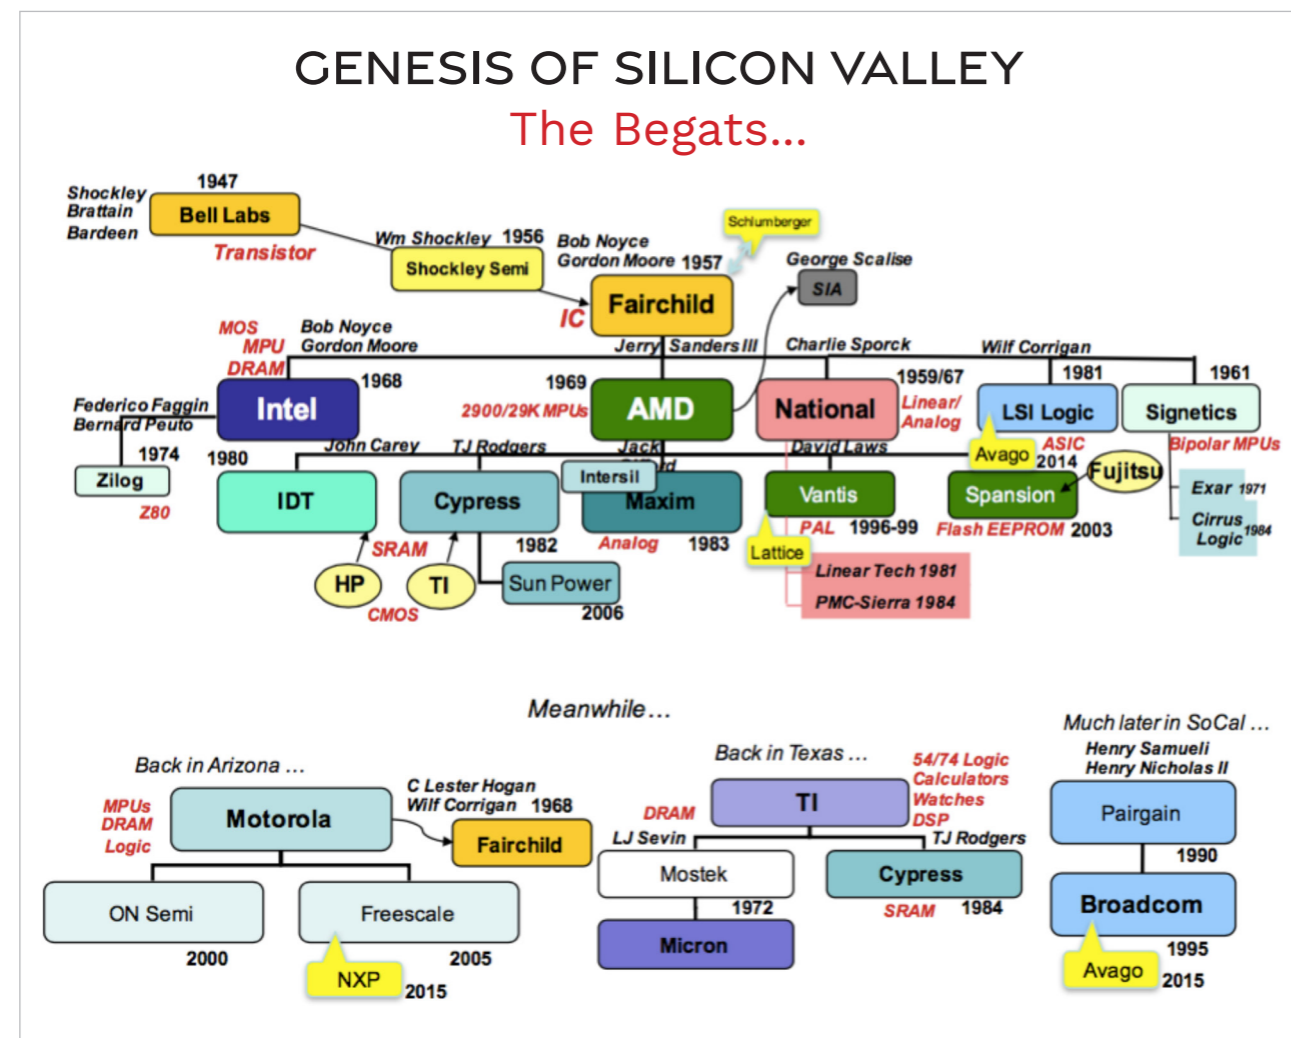 GENESIS OF SILICON VALLEY
The Begats...
1947
Shockley
Brattain
Bardeen
Bell Labs
Transistor
Wm Shockley 1956
Shockley Semi
Bob Noyce
Gordon Moore 1957
Schlumberger
Fairchild
IC
George Scalise
SIA
MOS
MPU
DRAM
Bob Noyce
Gordon Moore
Jerry Sanders III
Charlie Sporck
Wilf Corrigan
Intel
1968
1969
2900/29K MPUs
AMD
National
1959/67
Linear/
Analog
1981
LSI Logic
ASIC
Avago
2014
1961
Signetics
Bipolar MPUs
Exar 1971
Cirrus
Logic 1984
Federico Faggin
Bernard Peuto
1974
Zilog
Z80
1980
John Carey
IDT
TJ Rodgers
Cypress
1982
SRAM
HP
TI
CMOS
Sun Power
2006
Jack
Intersil
Maxim
Analog
1983
David Laws
Vantis
PAL
1996-99
Lattice
Linear Tech 1981
PMC-Sierra 1984
Spansion
Fujitsu
Flash EEPROM 2003
Meanwhile...
Back in Arizona ...
MPUs
DRAM
Logic
Motorola
C Lester Hogan
Wilf Corrigan 1968
Fairchild
ON Semi
2000
Freescale
2005
NXP
2015
Back in Texas ...
DRAM
TI
54/74 Logic
Calculators
Watches
DSP
LJ Sevin
TJ Rodgers
Mostek
1972
Micron
Cypress
SRAM
1984
Much later in SoCal ...
Henry Samueli
Henry Nicholas II
Pairgain
1990
Broadcom
1995
Avago
2015